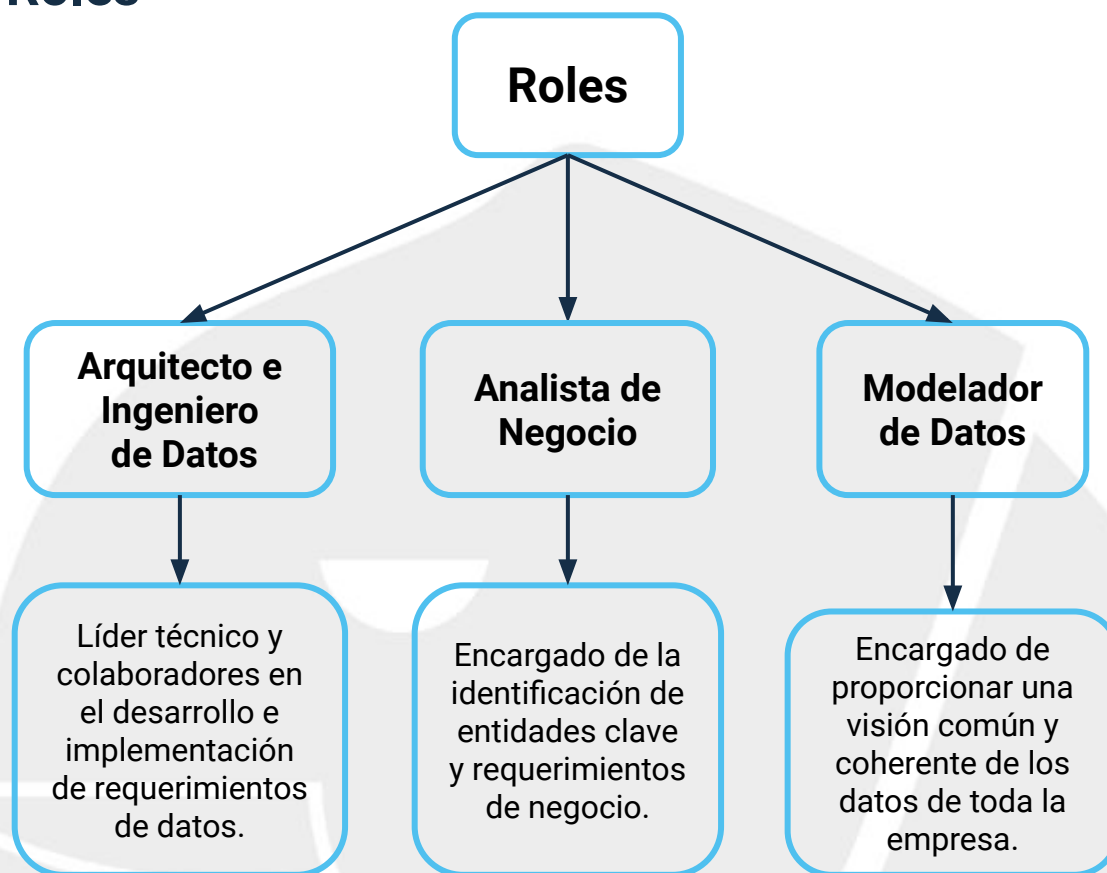 Roles
Roles
Arquitecto e
Ingeniero
de Datos
Analista de
Negocio
Modelador
de Datos
Líder técnico y
colaboradores en
el desarrollo e
implementación
de requerimientos
de datos.
Encargado de la
identificación de
entidades clave
y requerimientos
de negocio.
Encargado de
proporcionar una
visión común y
coherente de los
datos de toda la
empresa.